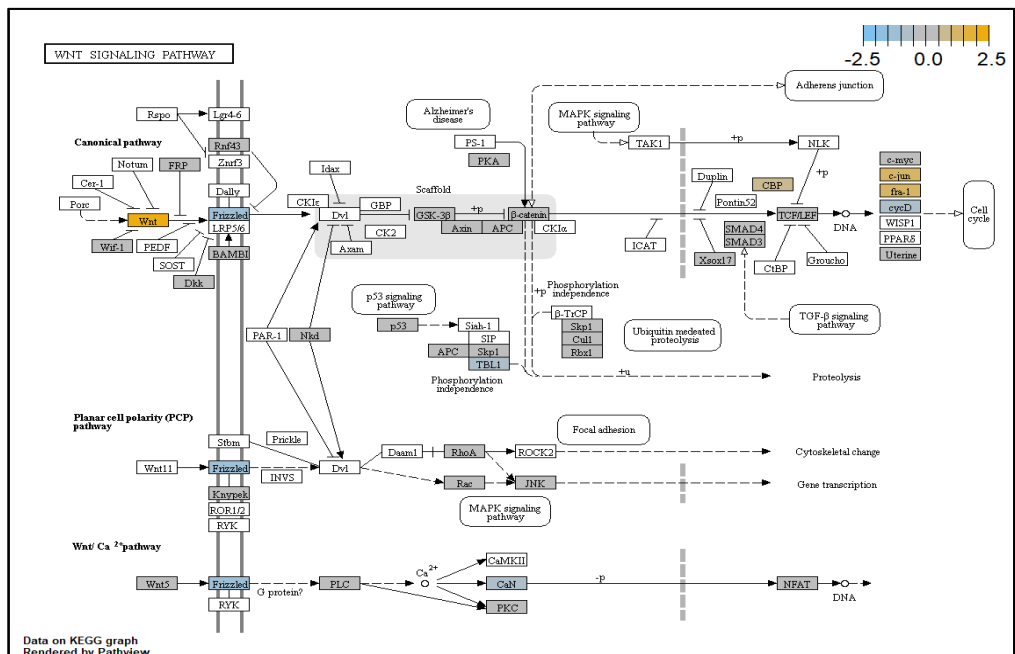 -2.5 0.0 2.5
WNT SIGNALING PATHWAY
Adherens junction
Rspo
Lgr4-6
Alzheimer's
disease
MAPK signaling
pathway
Canonical pathway
Rnf43
PS-1
TAK1
+p
NLK
Notum
FRP
Znrf3
PKA
c-myc
Cer-1
Dally
Idax
Scaffold
Duplin
CBP
+p
c-jun
Porc
CKIε
GBP
Pontin52
fra-1
Wnt
Frizzled
Dvl
GSK-3β
+p
β-catenin
TCF/LEF
DNA
cycD
Cell
cycle
LRP5/6
CK2
Axin
APC
CKIα
SMAD4
WISP1
Wif-1
PEDF
BAMBI
Axam
ICAT
SMAD3
PPARδ
SOST
Xsox17
CtBP
Groucho
Uterine
Dkk
p53 signaling
pathway
+p
Phosphorylation
independence
β-TrCP
TGF-β signaling
pathway
PAR-1
Nkd
p53
Siah-1
Skp1
SIP
Cul1
Ubiquitin medeated
proteolysis
APC
Skp1
Rbx1
TBL1
+u
Proteolysis
Phosphorylation
independence
Planar cell polarity (PCP)
pathway
Stbm
Prickle
Focal adhesion
Daam1
RhoA
ROCK2
Cytoskeletal change
Wnt11
Frizzled
INVS
Dvl
Rac
JNK
Gene transcription
Knypek
ROR1/2
MAPK signaling
pathway
RYK
Wnt/ Ca 2+pathway
CaMKII
Ca2+
Wnt5
Frizzled
G protein?
PLC
CaN
-p
NFAT
DNA
RYK
PKC
Data on KEGG graph
Rendered by Pathview